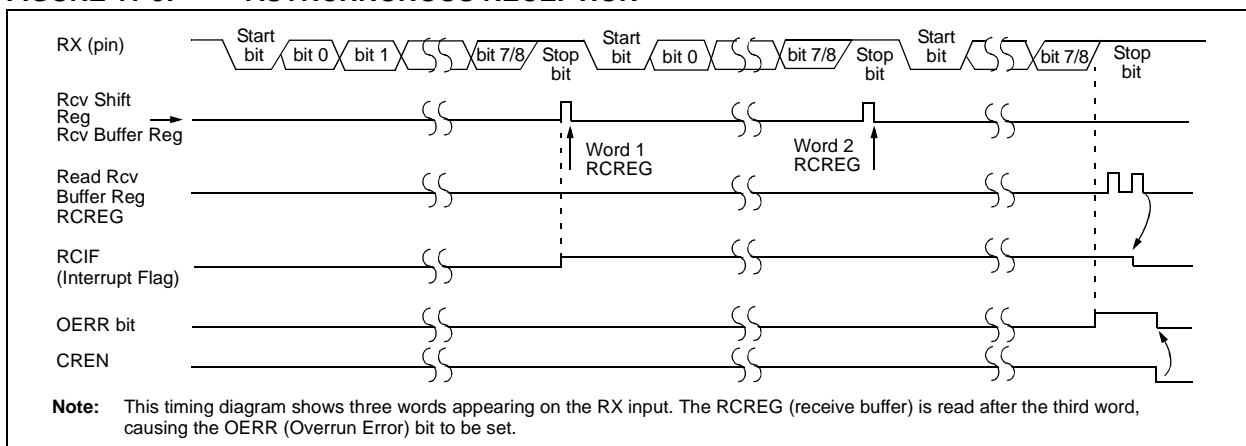 RX (pin)
Start
bit
bit 0
bit 1
bit 7/8
Stop
bit
Start
bit
bit 0
bit 7/8
Stop
bit
Start
bit
bit 7/8
Stop
bit
Rcv Shift
Reg
Rcv Buffer Reg
Word 1
RCREG
Word 2
RCREG
Read Rcv
Buffer Reg
RCREG
RCIF
(Interrupt Flag)
OERR bit
CREN
Note: This timing diagram shows three words appearing on the RX input. The RCREG (receive buffer) is read after the third word,
causing the OERR (Overrun Error) bit to be set.